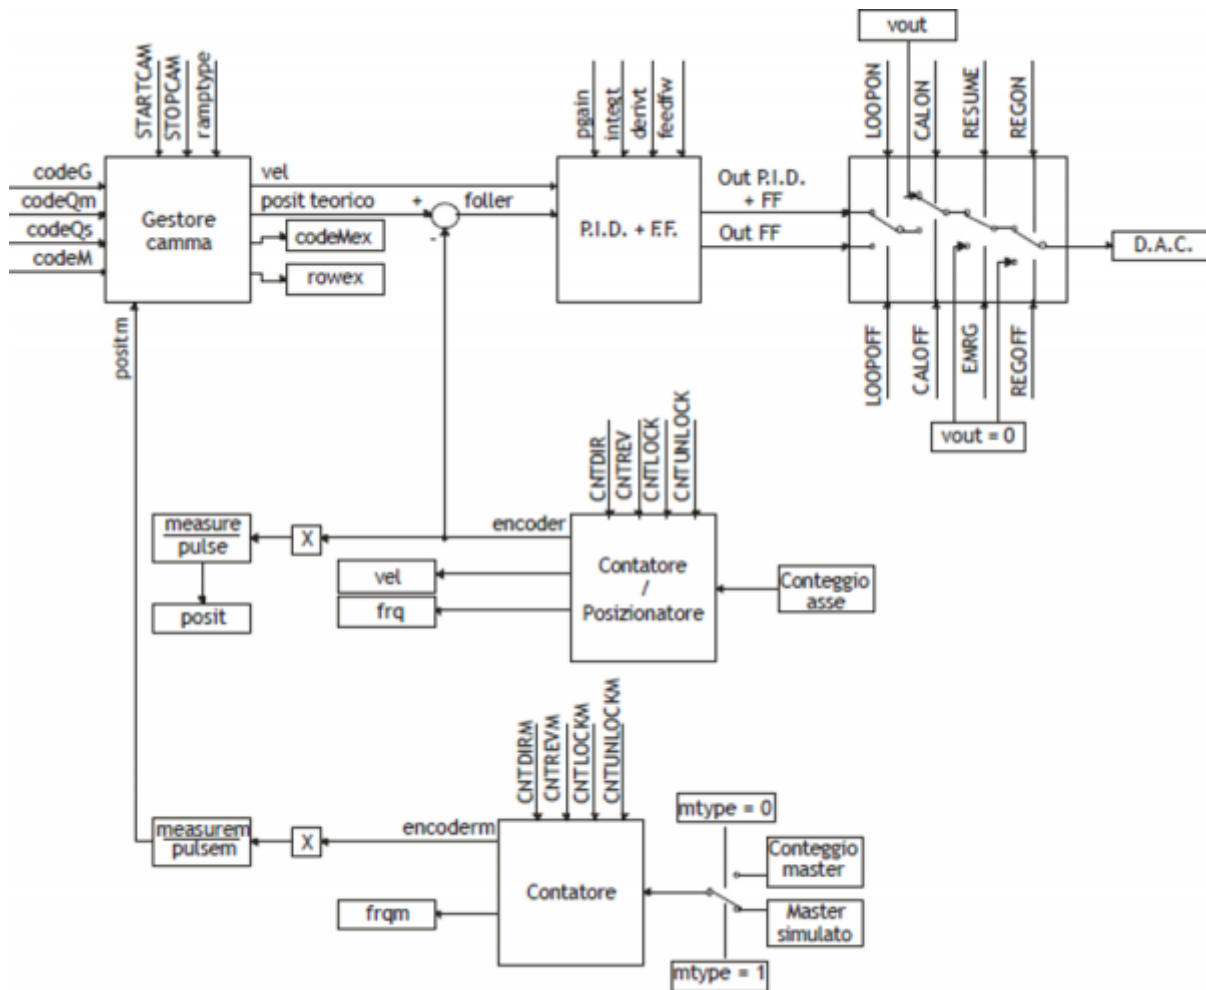 vout
STARTCAM
STOPCAM
ramptype
pgain
integt
derivt
feedfw
LOOPON
CALON
RESUME
REGON
codeG
codeQm
codeQs
codeM
Gestore
camma
vel
posit teorico
+
-
foller
codeMex
rowex
P.I.D. + F.F.
Out P.I.D.
+ FF
Out FF
D.A.C.
positm
LOOPOFF
CALOFF
EMRG
REGOFF
vout = 0
CNTDIR
CNTREV
CNTLOCK
CNTUNLOCK
measure
pulse
X
encoder
posit
vel
frq
Contatore
/
Posizionatore
Conteggio
asse
CNTDIRM
CNTREVM
CNTLOCKM
CNTUNLOCKM
measurem
pulsem
X
encoderm
frqm
Contatore
mtype = 0
Conteggio
master
Master
simulato
mtype = 1